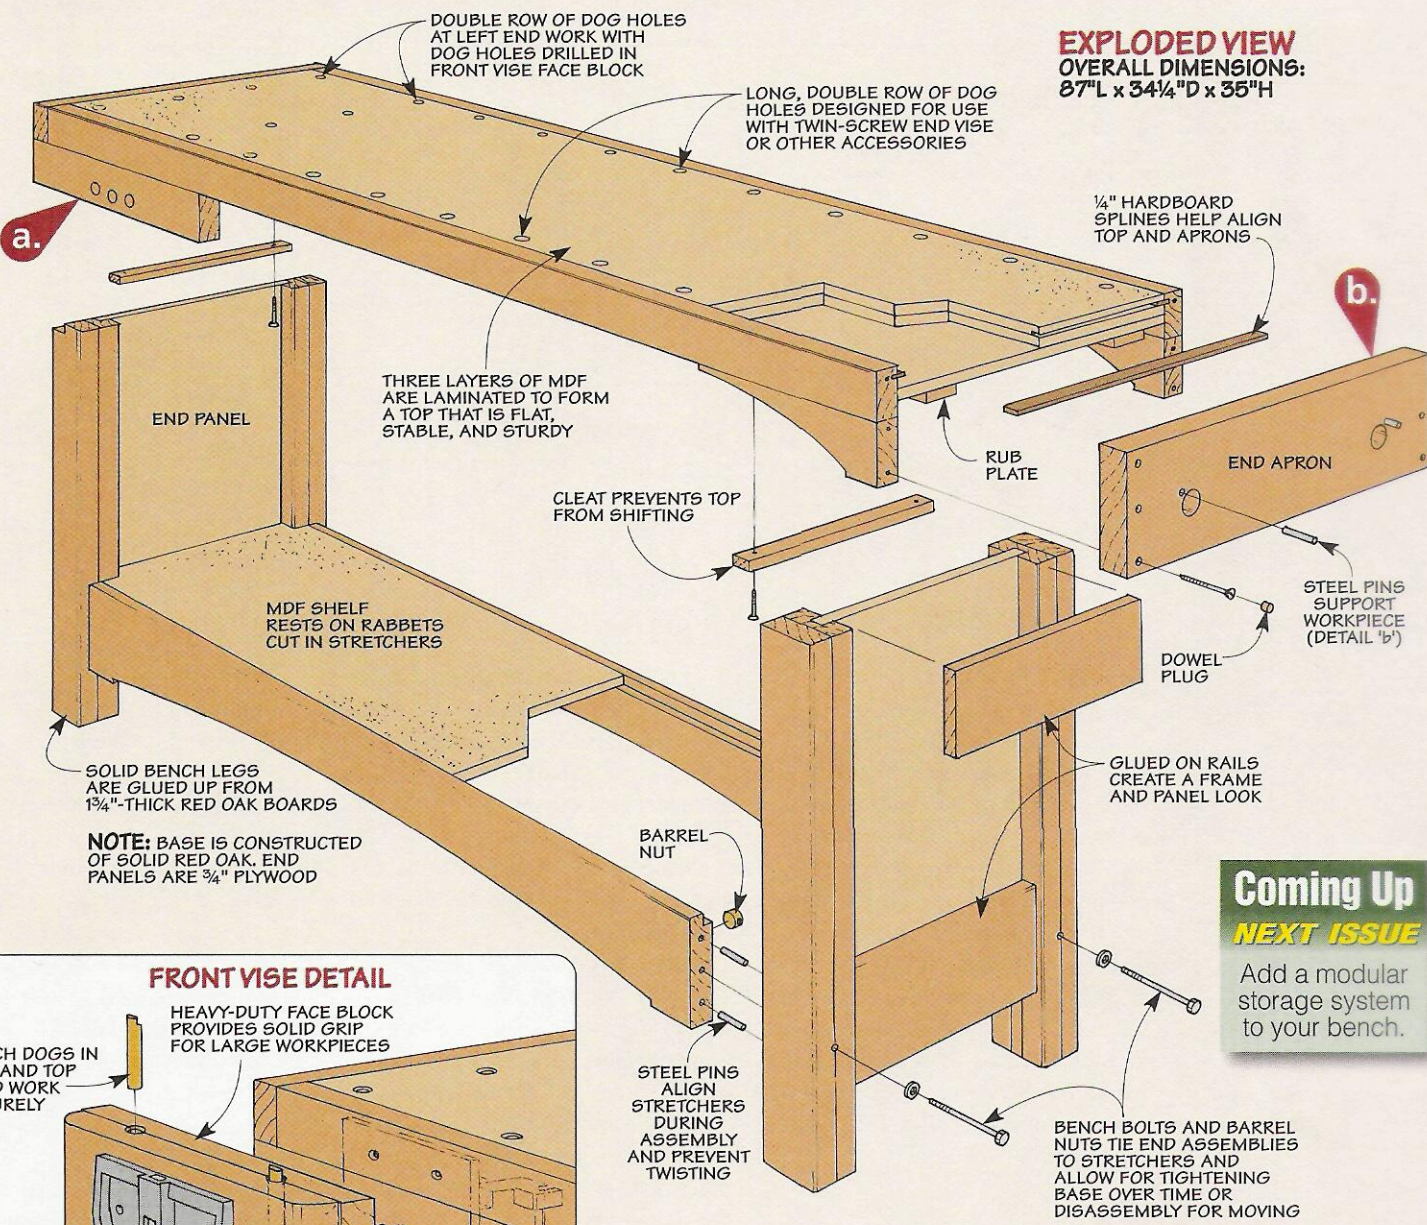 DOUBLE ROW OF DOG HOLES
AT LEFT END WORK WITH
DOG HOLES DRILLED IN
FRONT VISE FACE BLOCK
EXPLODED VIEW
OVERALL DIMENSIONS:
87"L x 34¼"D x 35"H
LONG, DOUBLE ROW OF DOG
HOLES DESIGNED FOR USE
WITH TWIN-SCREW END VISE
OR OTHER ACCESSORIES
¼" HARDBOARD
SPLINES HELP ALIGN
TOP AND APRONS
a.
b.
THREE LAYERS OF MDF
ARE LAMINATED TO FORM
A TOP THAT IS FLAT,
STABLE, AND STURDY
END PANEL
RUB
PLATE
END APRON
CLEAT PREVENTS TOP
FROM SHIFTING
STEEL PINS
SUPPORT
WORKPIECE
(DETAIL 'b')
MDF SHELF
RESTS ON RABBETS
CUT IN STRETCHERS
DOWEL
PLUG
SOLID BENCH LEGS
ARE GLUED UP FROM
1¾"-THICK RED OAK BOARDS
GLUED ON RAILS
CREATE A FRAME
AND PANEL LOOK
NOTE: BASE IS CONSTRUCTED
OF SOLID RED OAK. END
PANELS ARE ¾" PLYWOOD
BARREL
NUT
Coming Up
NEXT ISSUE
Add a modular
storage system
to your bench.
FRONT VISE DETAIL
HEAVY-DUTY FACE BLOCK
PROVIDES SOLID GRIP
FOR LARGE WORKPIECES
CH DOGS IN
AND TOP
D WORK
URELY
STEEL PINS
ALIGN
STRETCHERS
DURING
ASSEMBLY
AND PREVENT
TWISTING
BENCH BOLTS AND BARREL
NUTS TIE END ASSEMBLIES
TO STRETCHERS AND
ALLOW FOR TIGHTENING
BASE OVER TIME OR
DISASSEMBLY FOR MOVING